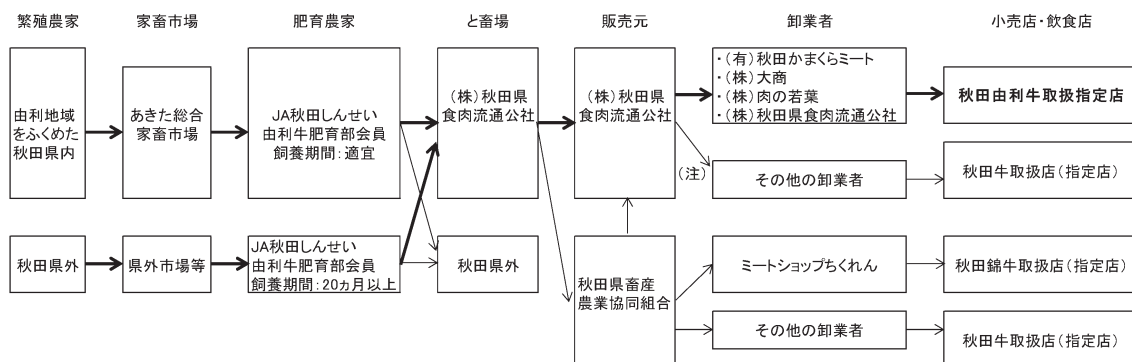 繁殖農家
家畜市場
肥育農家
と畜場
販売元
卸業者
小売店・飲食店
由利地域
をふくめた
秋田県内
あきた総合
家畜市場
JA秋田しんせい
由利牛肥育部会員
飼養期間：適宜
(株)秋田県
食肉流通公社
(株)秋田県
食肉流通公社
・(有)秋田かまくらミート
・(株)大商
・(株)肉の若葉
・(株)秋田県食肉流通公社
秋田由利牛取扱指定店
(注)
その他の卸業者
秋田牛取扱店(指定店)
秋田県外
県外市場等
JA秋田しんせい
由利牛肥育部会員
飼養期間：20ヵ月以上
秋田県外
秋田県畜産
農業協同組合
ミートショップちくれん
秋田錦牛取扱店(指定店)
その他の卸業者
秋田牛取扱店(指定店)